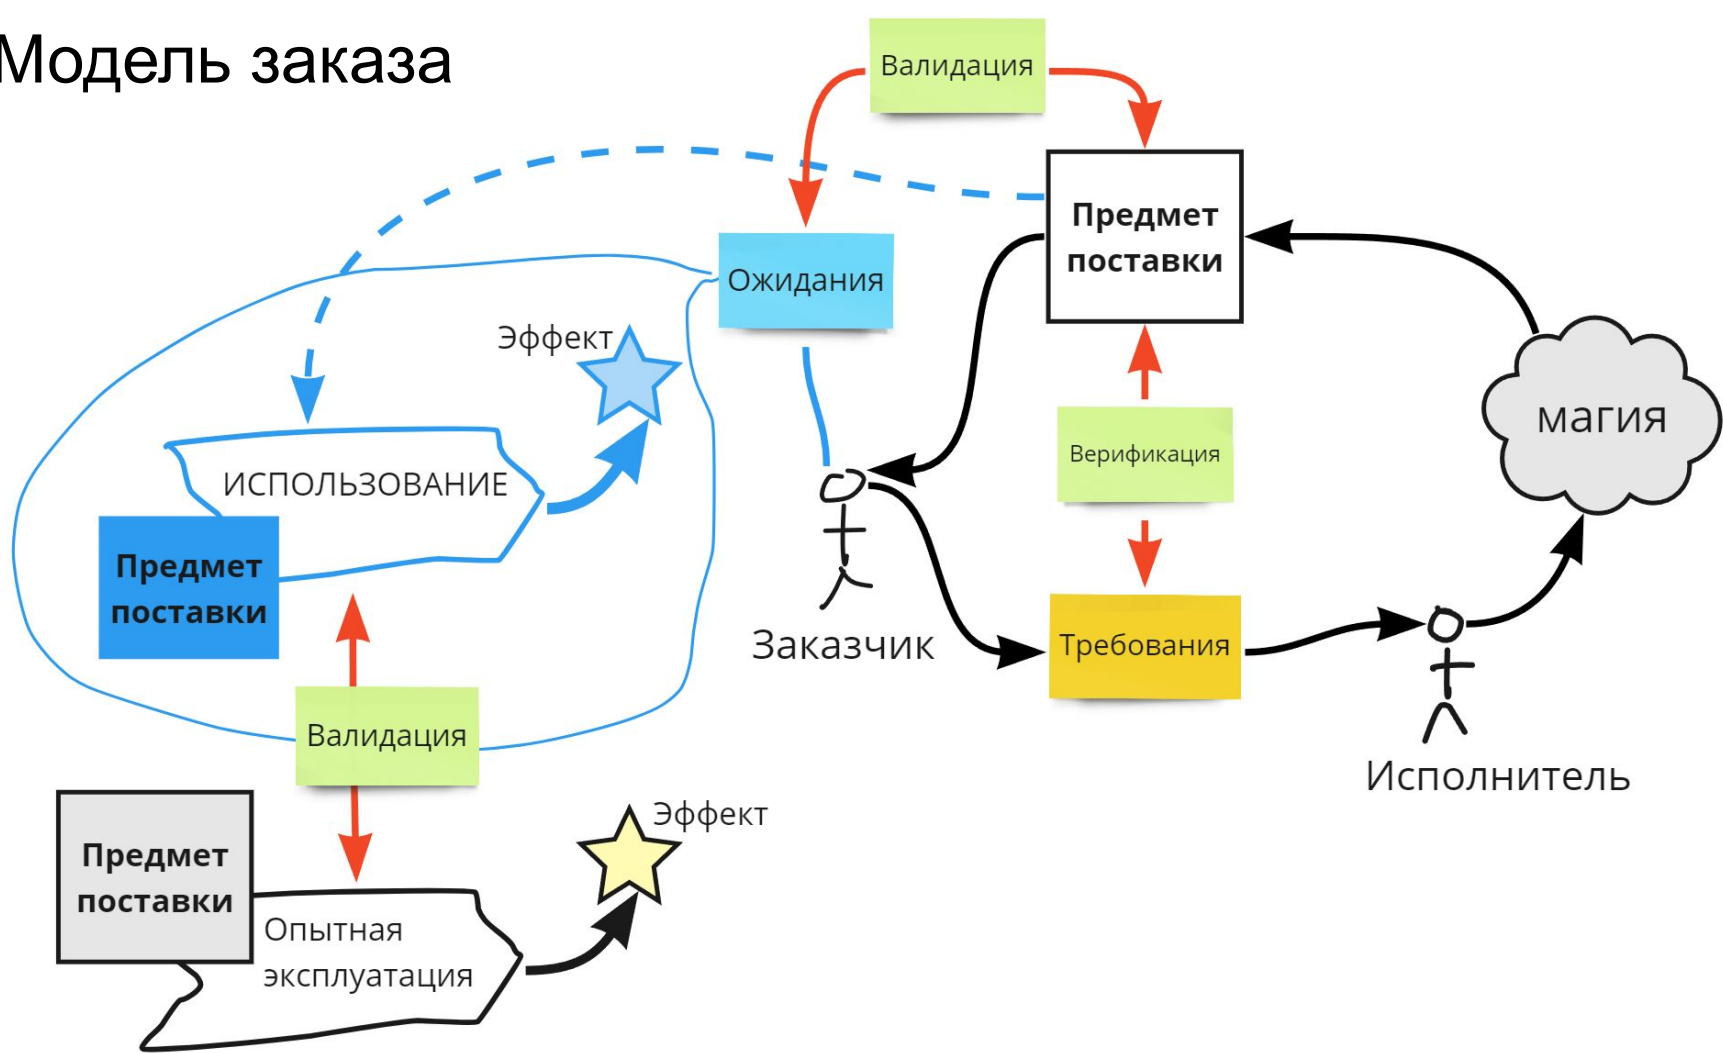 Модель заказа
Валидация
Предмет
поставки
Ожидания
Эффект
магия
Верификация
ИСПОЛЬЗОВАНИЕ
Предмет
поставки
Заказчик
Требования
Исполнитель
Валидация
Эффект
Предмет
поставки
Опытная
эксплуатация